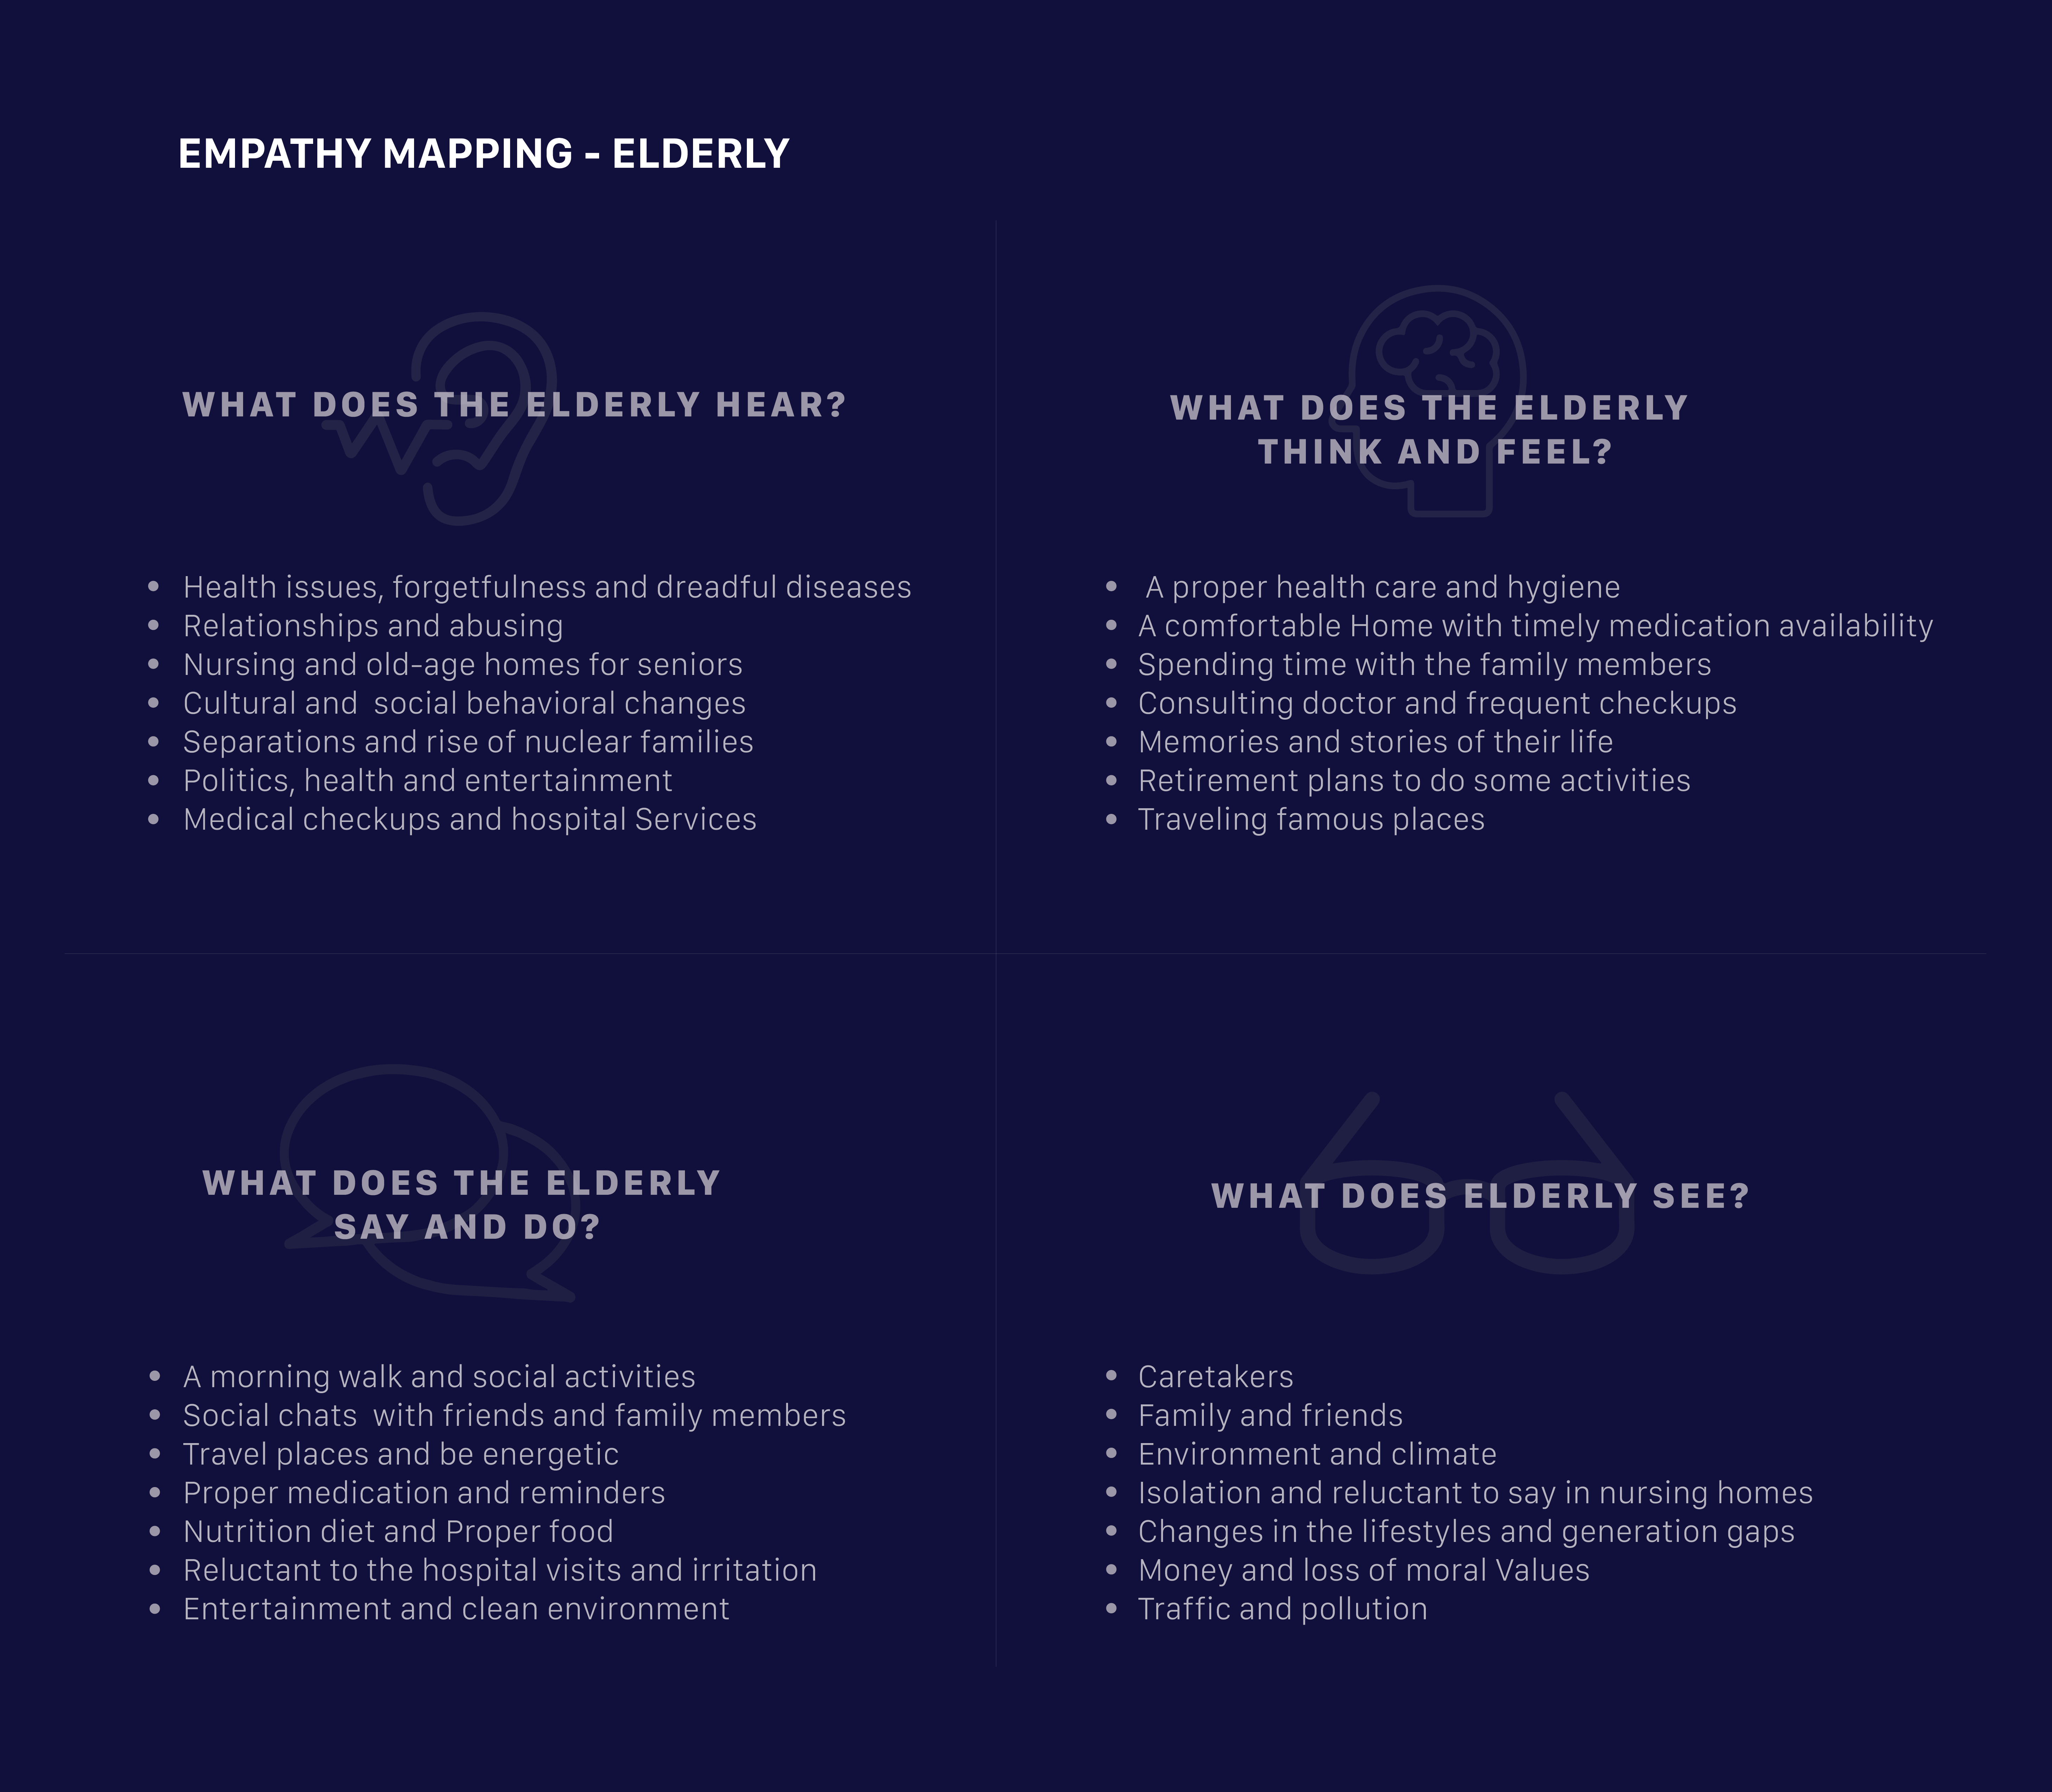 EMPATHY MAPPING - ELDERLY
WHAT DOES THE ELDERLY HEAR?
• Health issues, forgetfulness and dreadful diseases
• Relationships and abusing
• Nursing and old-age homes for seniors
• Cultural and  social behavioral changes
• Separations and rise of nuclear families
• Politics, health and entertainment
• Medical checkups and hospital Services
WHAT DOES THE ELDERLY
THINK AND FEEL?
• A proper health care and hygiene
• A comfortable Home with timely medication availability
• Spending time with the family members
• Consulting doctor and frequent checkups
• Memories and stories of their life
• Retirement plans to do some activities
• Traveling famous places
WHAT DOES THE ELDERLY
SAY AND DO?
• A morning walk and social activities
• Social chats  with friends and family members
• Travel places and be energetic
• Proper medication and reminders
• Nutrition diet and Proper food
• Reluctant to the hospital visits and irritation
• Entertainment and clean environment
WHAT DOES ELDERLY SEE?
• Caretakers
• Family and friends
• Environment and climate
• Isolation and reluctant to say in nursing homes
• Changes in the lifestyles and generation gaps
• Money and loss of moral Values
• Traffic and pollution